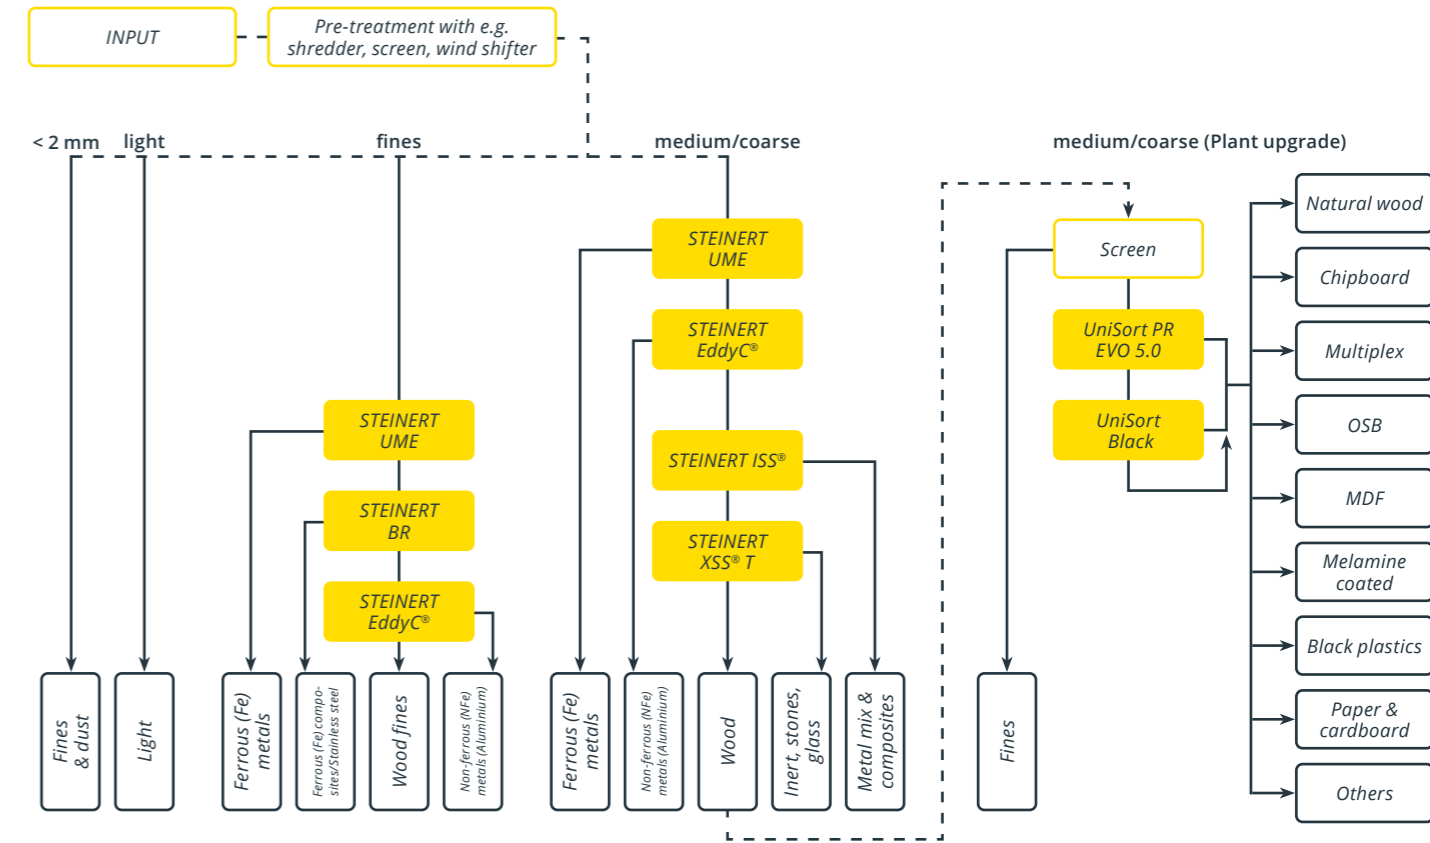 INPUT
Pre-treatment with e.g.
shredder, screen, wind shifter
< 2 mm
light
fines
medium/coarse
medium/coarse (Plant upgrade)
STEINERT
UME
STEINERT
BR
STEINERT
EddyC®
STEINERT
UME
STEINERT
EddyC®
STEINERT ISS®
STEINERT
XSS® T
Screen
UniSort PR
EVO 5.0
UniSort
Black
Natural wood
Chipboard
Multiplex
OSB
MDF
Melamine
coated
Black plastics
Paper &
cardboard
Others
Fines
& dust
Light
Ferrous (Fe)
metals
Ferrous (Fe) compo-
sites/Stainless steel
Wood fines
Non-ferrous (NFe)
metals (Aluminium)
Ferrous (Fe)
metals
Non-ferrous (NFe)
metals (Aluminium)
Wood
Inert, stones,
glass
Metal mix &
composites
Fines